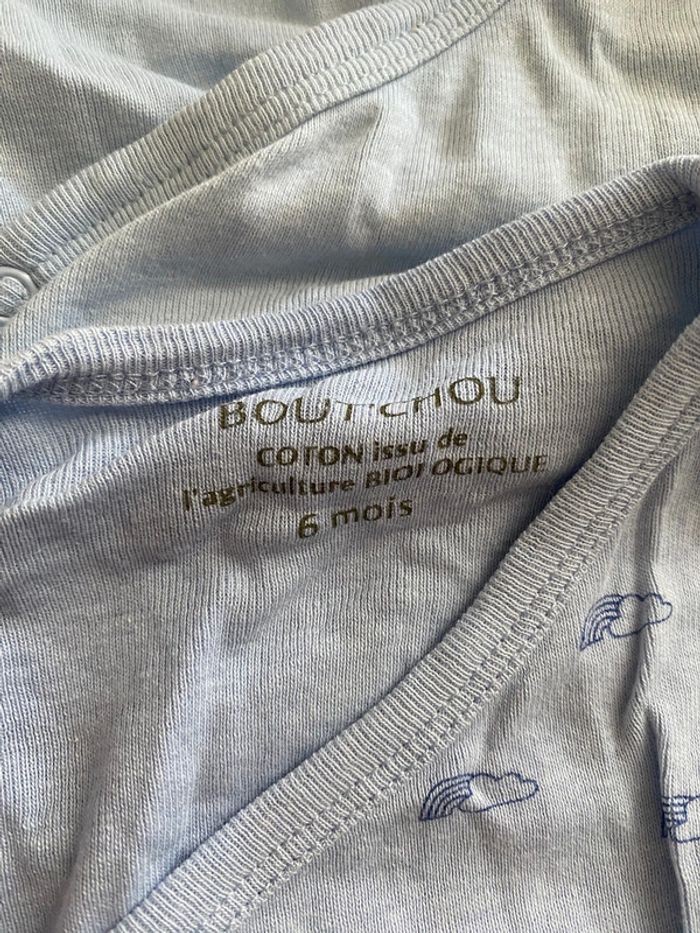 BOUT'CHOU
COTON issu de
l'agriculture BIOLOGIQUE
6 mois